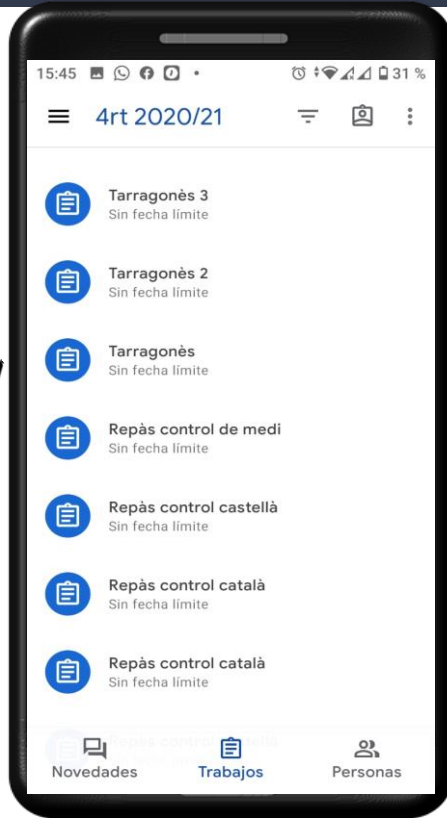 15:45
31 %
4rt 2020/21
Tarragonès 3
Sin fecha límite
Tarragonès 2
Sin fecha límite
Tarragonès
Sin fecha límite
Repàs control de medi
Sin fecha límite
Repàs control castellà
Sin fecha límite
Repàs control català
Sin fecha límite
Repàs control català
Sin fecha límite
Novedades
Trabajos
Personas